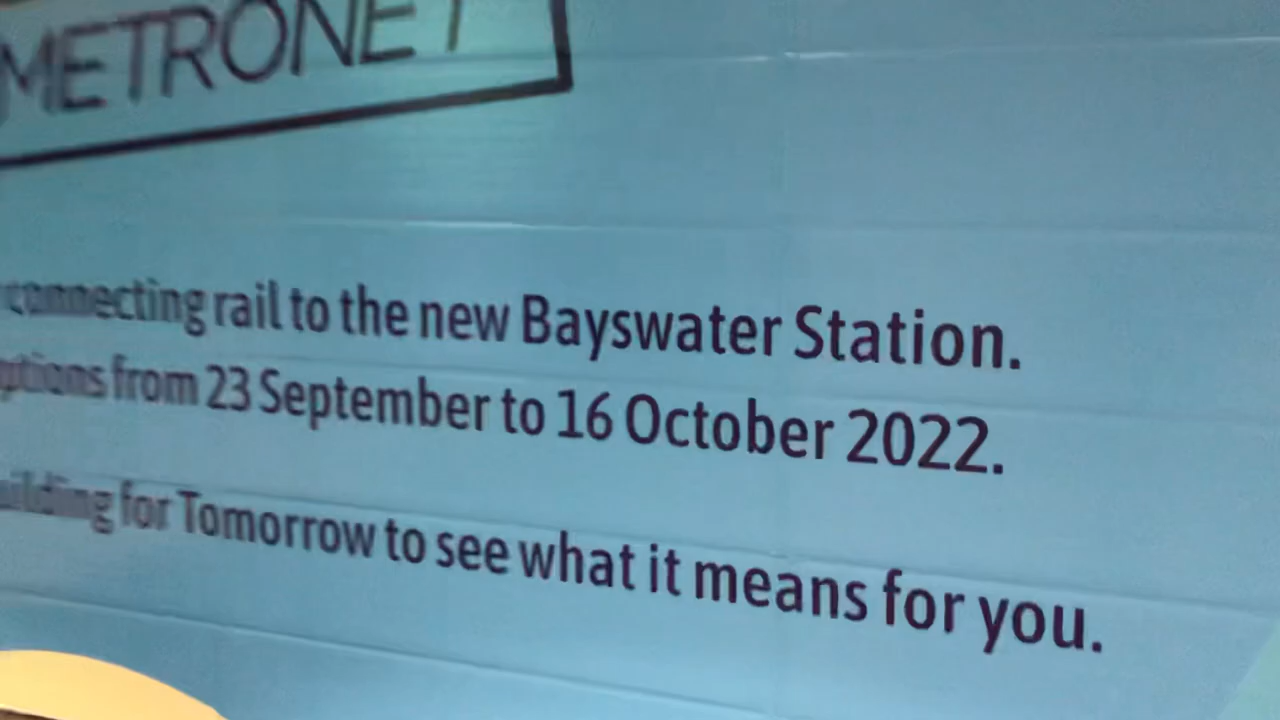 METRONET
connecting rail to the new Bayswater Station.
from 23 September to 16 October 2022.
for Tomorrow to see what it means for you.